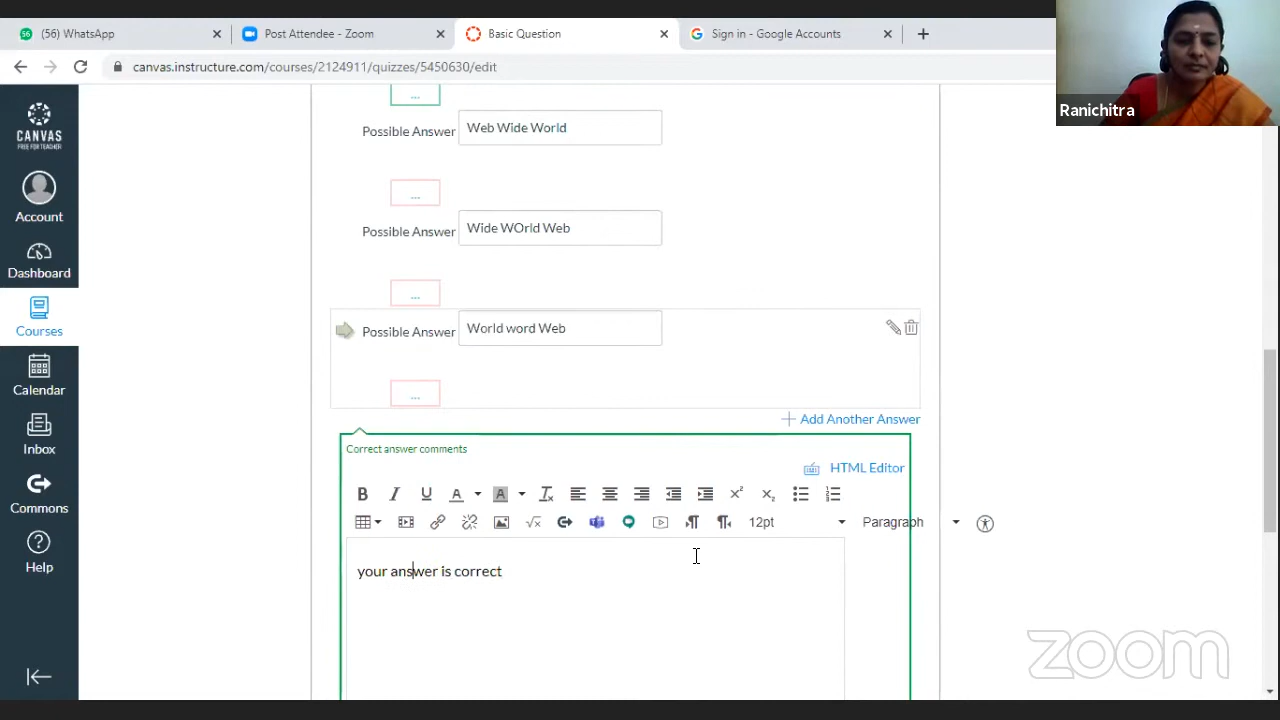 (56) WhatsApp
Post Attendee - Zoom
Basic Question
Sign in - Google Accounts
canvas.instructure.com/courses/2124911/quizzes/5450630/edit
Ranichitra
CANVAS
FREE FOR TEACHER
Account
Dashboard
Courses
Calendar
Inbox
Commons
Help
...
Possible Answer Web Wide World
...
Possible Answer Wide WOrld Web
...
Possible Answer World word Web
...
Add Another Answer
Correct answer comments
HTML Editor
12pt
Paragraph
your answer is correct
zoom